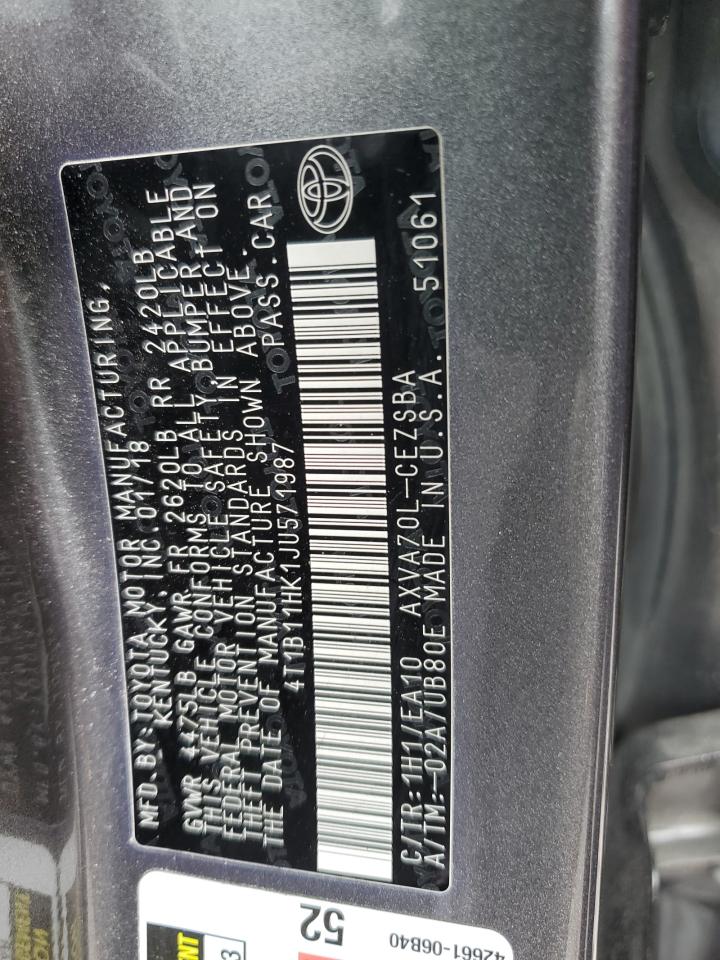 MFD.BY:TOYOTA MOTOR MANUFACTURING,
KENTUCKY, INC 01/18
GVWR 4475LB GAWR FR 2620LB RR 2420LB
THIS VEHICLE CONFORMS TO ALL APPLICABLE
FEDERAL MOTOR VEHICLE SAFETY,BUMPER AND
THEFT PREVENTION STANDARDS IN EFFECT ON
THE DATE OF MANUFACTURE SHOWN ABOVE.
4T1B11HK1JU571987 PASS.CAR
C/TR:1H1/EA10 AXVA70L-CEZSBA
A/TM:-02A/UB80E MADE IN U.S.A. 51061
52
42661-06B40